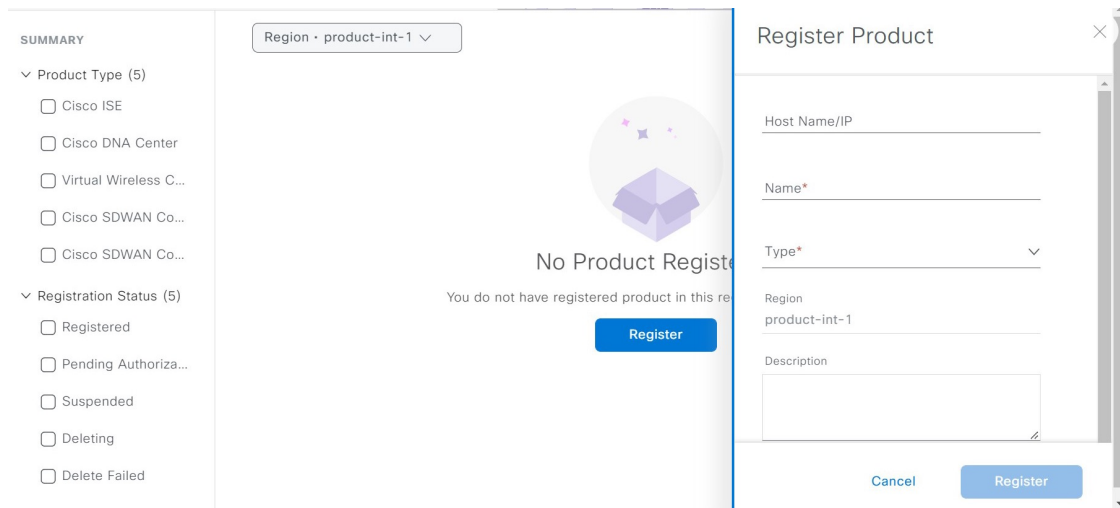 SUMMARY
Product Type (5)
Cisco ISE
Cisco DNA Center
Virtual Wireless C...
Cisco SDWAN Co...
Cisco SDWAN Co...
Registration Status (5)
Registered
Pending Authoriza...
Suspended
Deleting
Delete Failed
Region · product-int-1
No Product Registe
You do not have registered product in this re
Register
Register Product
Host Name/IP
Name*
Type*
Region
product-int-1
Description
Cancel
Register